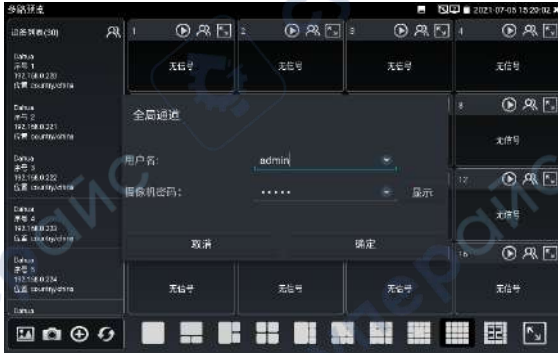 多路预览
2021-07-05 15:29:02
设备列表(30)
1
2
3
4
Dahua
序号 1
192.168.0.220
位置 country/china
无信号
无信号
无信号
无信号
Dahua
序号 2
192.168.0.221
位置 country/china
8
无信号
全局通道
用户名:
admin
摄像机密码:
•••••
显示
取消
确定
Dahua
序号 3
192.168.0.222
位置 country/china
12
无信号
Dahua
序号 4
192.168.0.223
位置 country/china
16
Dahua
序号 5
192.168.0.224
位置 country/china
无信号
无信号
无信号
无信号
Dahua